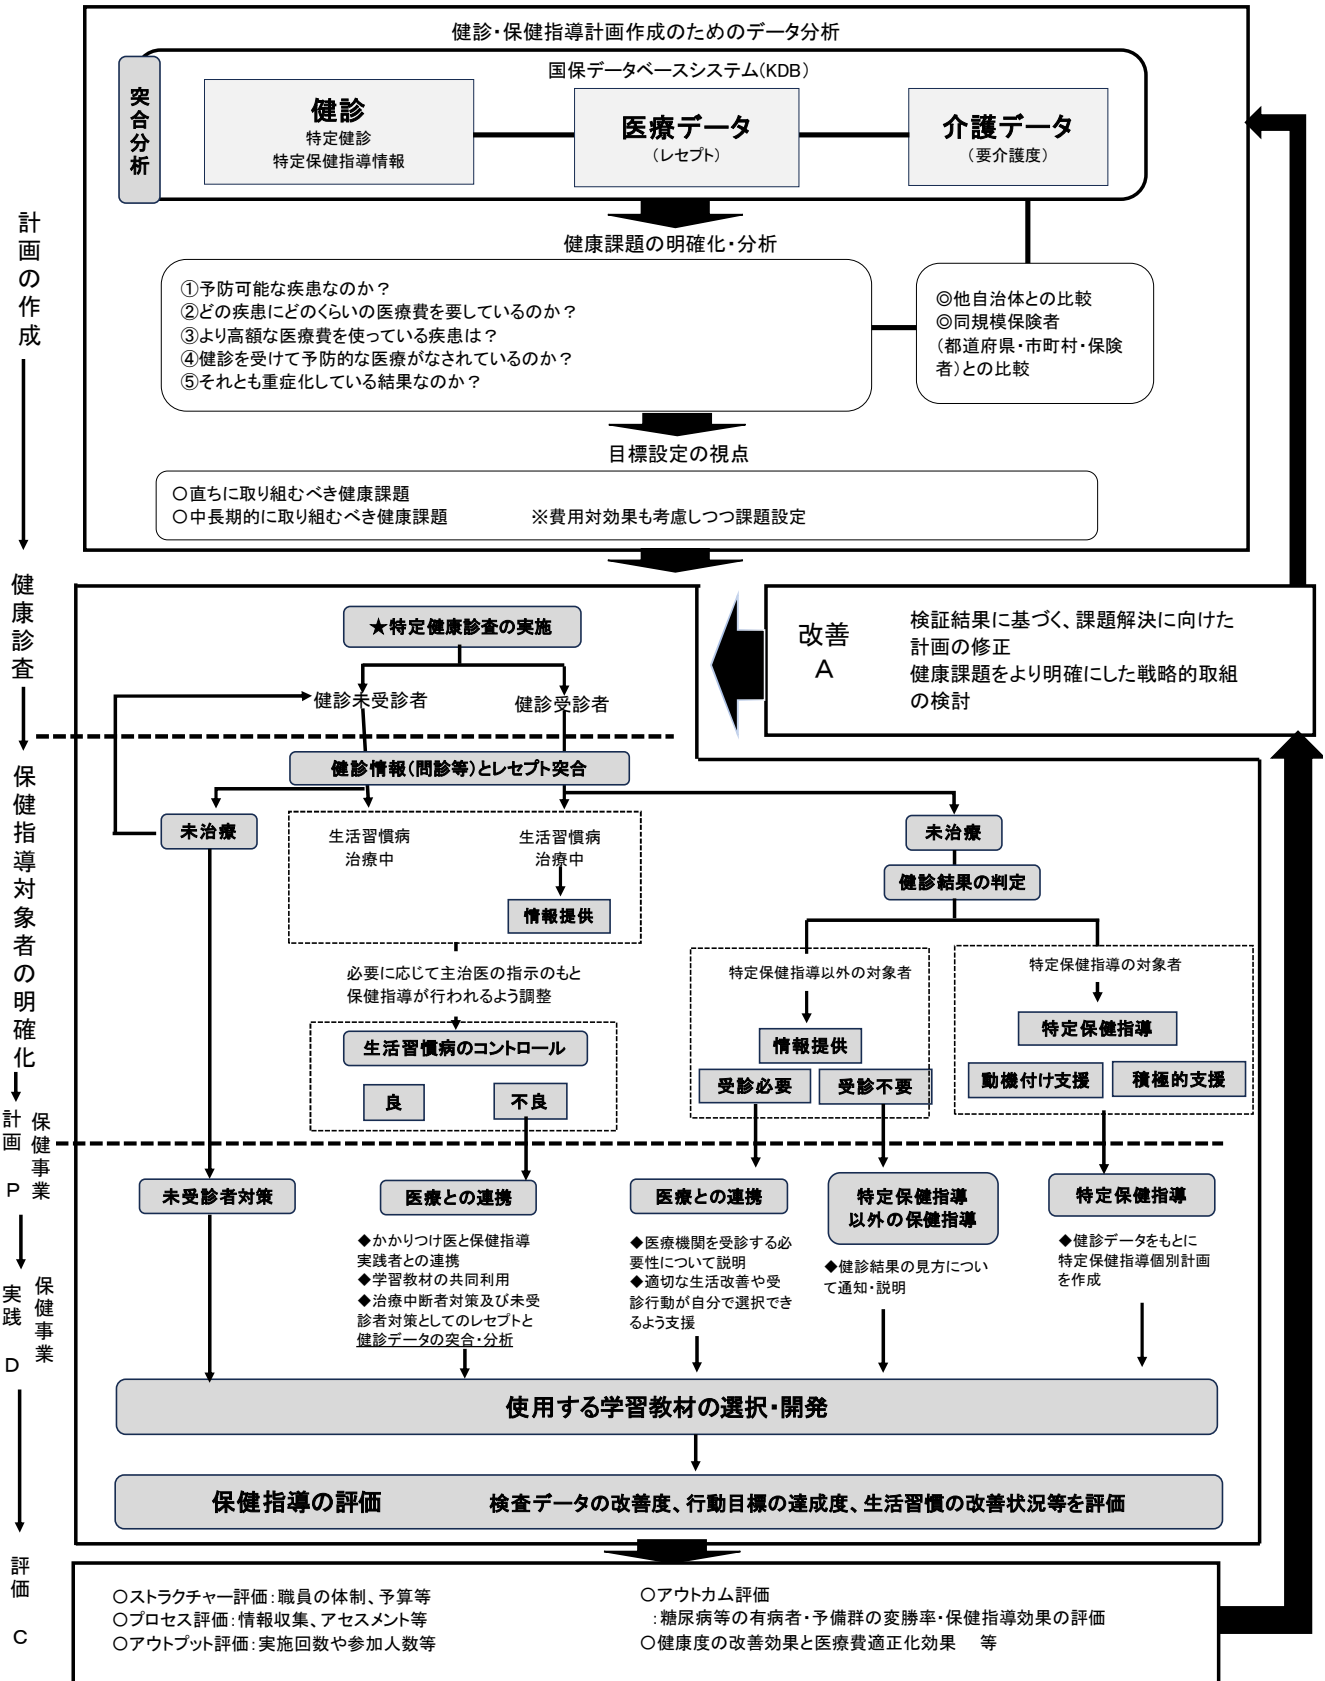 健診・保健指導計画作成のためのデータ分析
国保データベースシステム(KDB)
突合分析
健診
特定健診
特定保健指導情報
医療データ
(レセプト)
介護データ
(要介護度)
計画の作成
健康課題の明確化・分析
①予防可能な疾患なのか？
②どの疾患にどのくらいの医療費を要しているのか？
③より高額な医療費を使っている疾患は？
④健診を受けて予防的な医療がなされているのか？
⑤それとも重症化している結果なのか？
◎他自治体との比較
◎同規模保険者
(都道府県・市町村・保険
者)との比較
目標設定の視点
○直ちに取り組むべき健康課題
○中長期的に取り組むべき健康課題　※費用対効果も考慮しつつ課題設定
健康診査
★特定健康診査の実施
改善
A
検証結果に基づく、課題解決に向けた
計画の修正
健康課題をより明確にした戦略的取組
の検討
健診未受診者
健診受診者
保健指導対象者の明確化
健診情報(問診等)とレセプト突合
未治療
生活習慣病
治療中
生活習慣病
治療中
情報提供
未治療
健診結果の判定
必要に応じて主治医の指示のもと
保健指導が行われるよう調整
特定保健指導以外の対象者
特定保健指導の対象者
生活習慣病のコントロール
良
不良
情報提供
受診必要
受診不要
特定保健指導
動機付け支援
積極的支援
計画 P
保健事業
未受診者対策
医療との連携
医療との連携
特定保健指導
以外の保健指導
特定保健指導
実践 D
保健事業
◆かかりつけ医と保健指導
実践者との連携
◆学習教材の共同利用
◆治療中断者対策及び未受
診者対策としてのレセプトと
健診データの突合・分析
◆医療機関を受診する必
要性について説明
◆適切な生活改善や受
診行動が自分で選択でき
るよう支援
◆健診結果の見方につい
て通知・説明
◆健診データをもとに
特定保健指導個別計画
を作成
使用する学習教材の選択・開発
保健指導の評価　検査データの改善度、行動目標の達成度、生活習慣の改善状況等を評価
評価 C
○ストラクチャー評価:職員の体制、予算等
○プロセス評価:情報収集、アセスメント等
○アウトプット評価:実施回数や参加人数等
○アウトカム評価
:糖尿病等の有病者・予備群の変勝率・保健指導効果の評価
○健康度の改善効果と医療費適正化効果　等